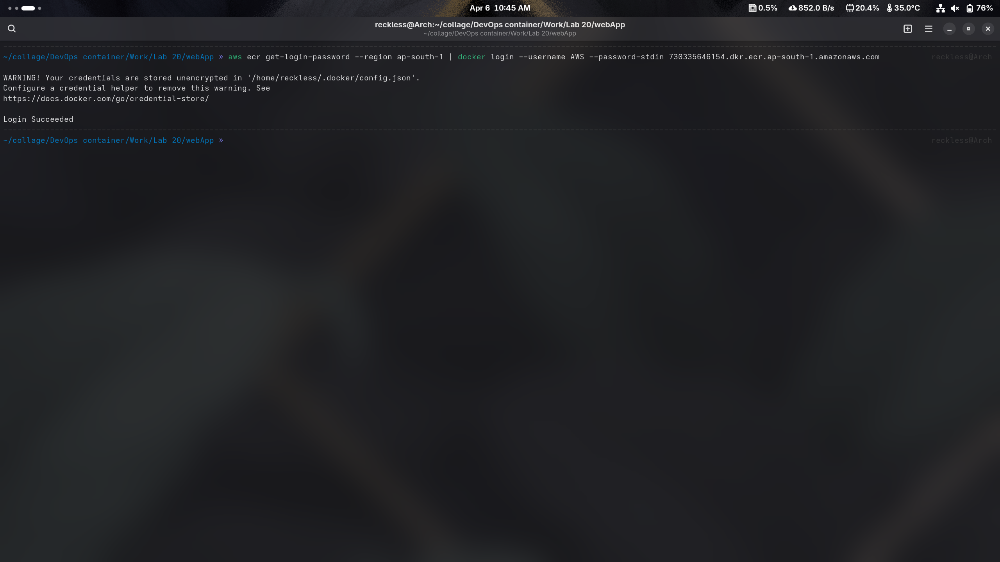 Apr 6 10:45 AM
0.5% 852.0 B/s 20.4% 35.0°C 76%
reckless@Arch:~/collage/DevOps container/Work/Lab 20/webApp
~/collage/DevOps container/Work/Lab 20/webApp
~/collage/DevOps container/Work/Lab 20/webApp » aws ecr get-login-password --region ap-south-1 | docker login --username AWS --password-stdin 730335646154.dkr.ecr.ap-south-1.amazonaws.com reckless@Arch
WARNING! Your credentials are stored unencrypted in '/home/reckless/.docker/config.json'.
Configure a credential helper to remove this warning. See
https://docs.docker.com/go/credential-store/
Login Succeeded
~/collage/DevOps container/Work/Lab 20/webApp » reckless@Arch